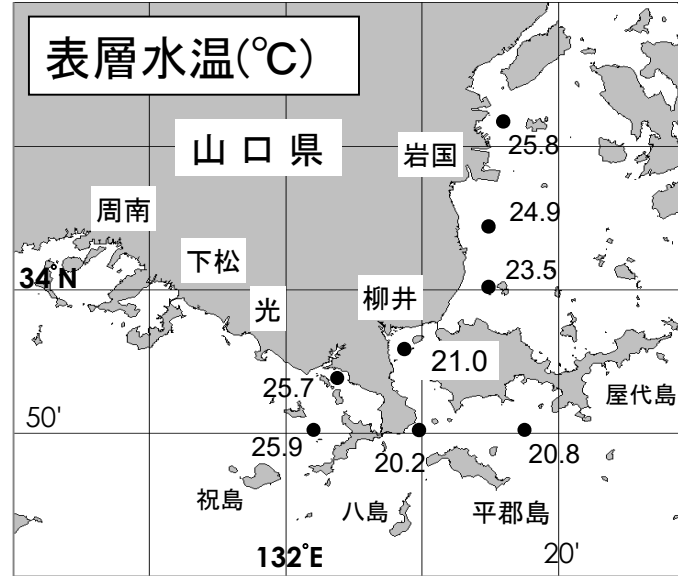 表層水温(℃)
山口県
岩国
25.8
周南
24.9
下松
34°N
23.5
光
柳井
21.0
25.7
屋代島
50'
25.9
20.2
20.8
祝島
八島
平郡島
132°E
20'